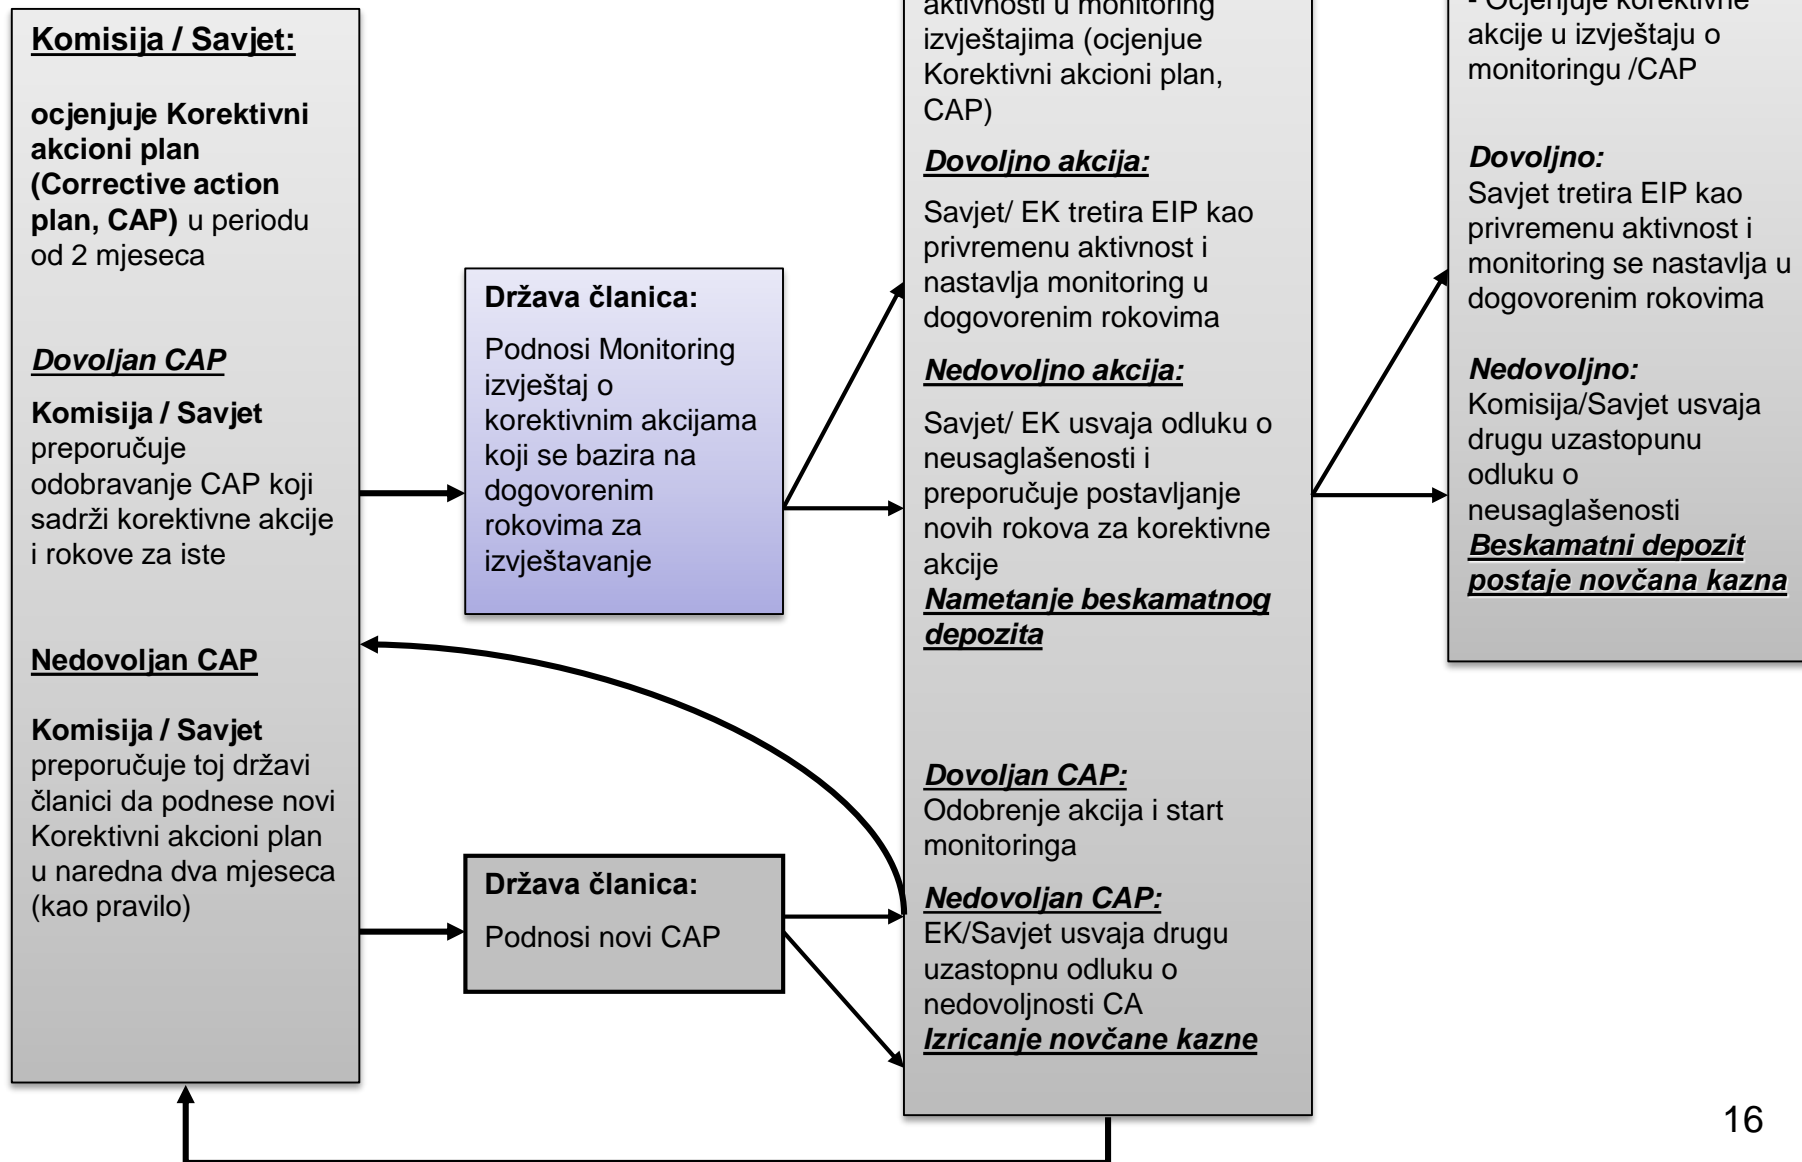 Komisija / Savjet:
ocjenjuje Korektivni
akcioni plan
(Corrective action
plan, CAP) u periodu
od 2 mjeseca
Dovoljan CAP
Komisija / Savjet
preporučuje
odobravanje CAP koji
sadrži korektivne akcije
i rokove za iste
Nedovoljan CAP
Komisija / Savjet
preporučuje toj državi
članici da podnese novi
Korektivni akcioni plan
u naredna dva mjeseca
(kao pravilo)
Država članica:
Podnosi Monitoring
izvještaj o
korektivnim akcijama
koji se bazira na
dogovorenim
rokovima za
izvještavanje
Država članica:
Podnosi novi CAP
aktivnosti u monitoring
izvještajima (ocjenjue
Korektivni akcioni plan,
CAP)
Dovoljno akcija:
Savjet/ EK tretira EIP kao
privremenu aktivnost i
nastavlja monitoring u
dogovorenim rokovima
Nedovoljno akcija:
Savjet/ EK usvaja odluku o
neusaglašenosti i
preporučuje postavljanje
novih rokova za korektivne
akcije
Nametanje beskamatnog
depozita
Dovoljan CAP:
Odobrenje akcija i start
monitoringa
Nedovoljan CAP:
EK/Savjet usvaja drugu
uzastopnu odluku o
nedovoljnosti CA
Izricanje novčane kazne
- Ocjenjuje korektivne
akcije u izvještaju o
monitoringu /CAP
Dovoljno:
Savjet tretira EIP kao
privremenu aktivnost i
monitoring se nastavlja u
dogovorenim rokovima
Nedovoljno:
Komisija/Savjet usvaja
drugu uzastopunu
odluku o
neusaglašenosti
Beskamatni depozit
postaje novčana kazna
16